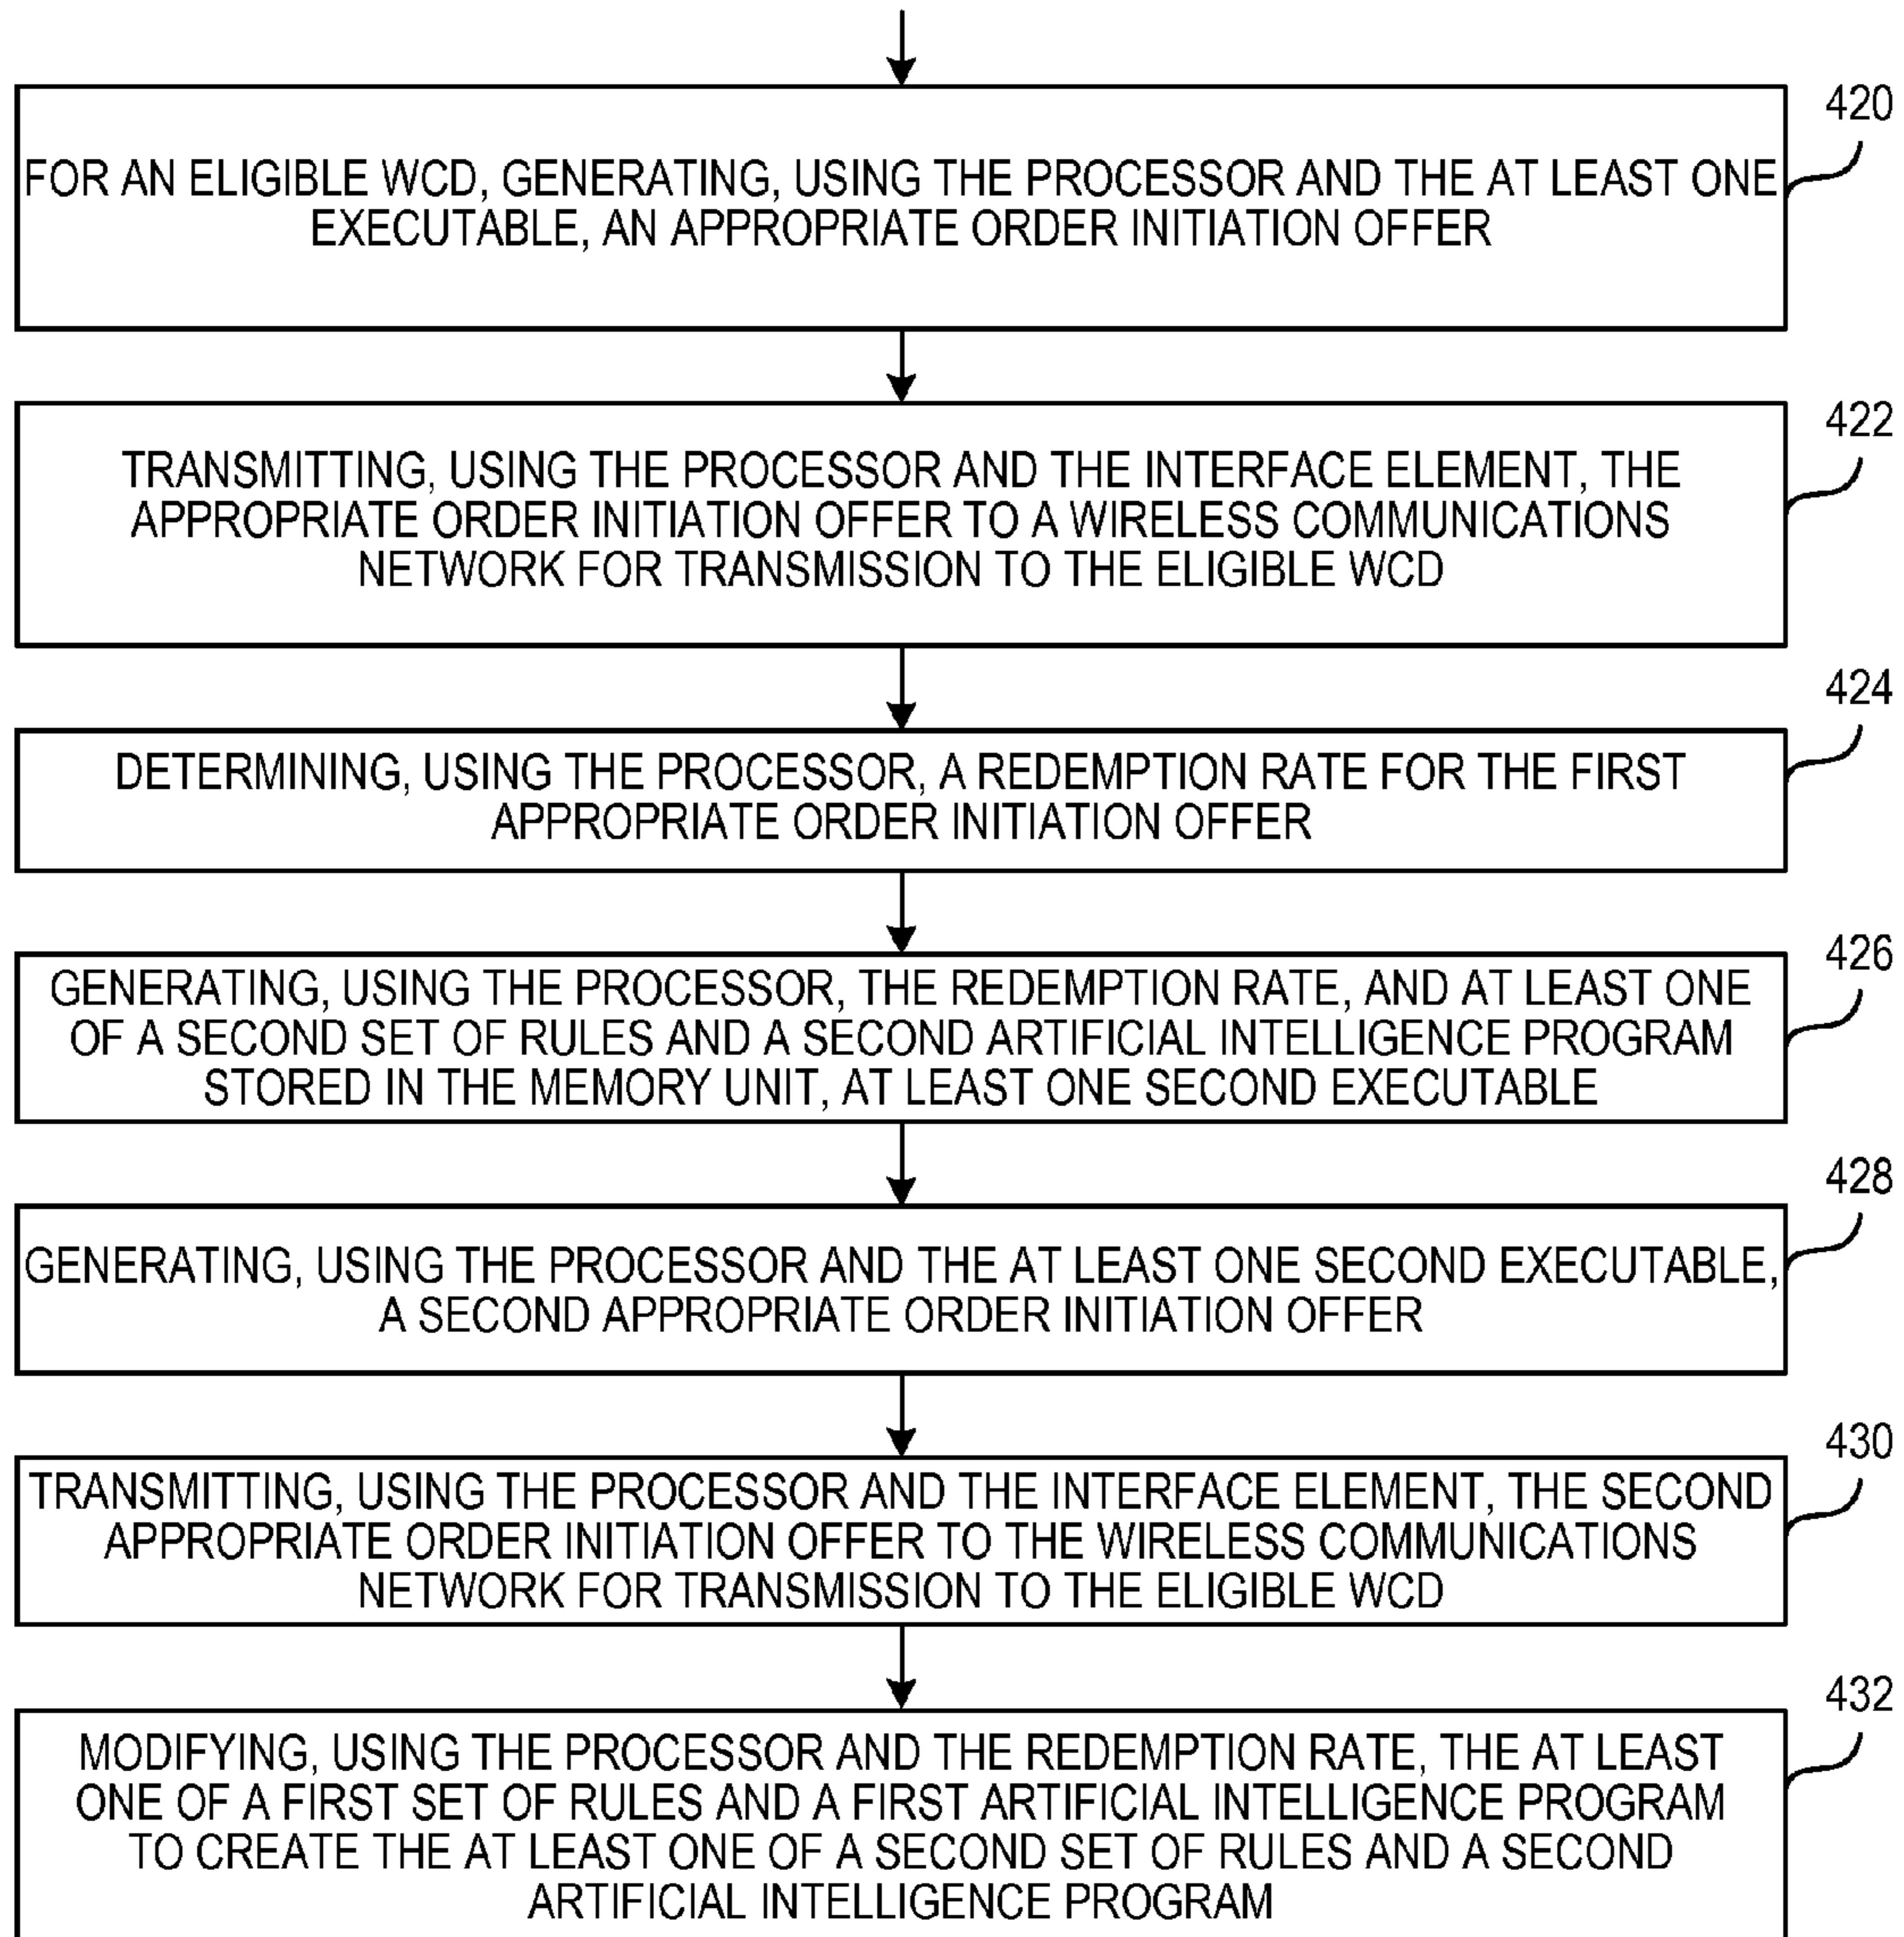 420
FOR AN ELIGIBLE WCD, GENERATING, USING THE PROCESSOR AND THE AT LEAST ONE
EXECUTABLE, AN APPROPRIATE ORDER INITIATION OFFER
422
TRANSMITTING, USING THE PROCESSOR AND THE INTERFACE ELEMENT, THE
APPROPRIATE ORDER INITIATION OFFER TO A WIRELESS COMMUNICATIONS
NETWORK FOR TRANSMISSION TO THE ELIGIBLE WCD
424
DETERMINING, USING THE PROCESSOR, A REDEMPTION RATE FOR THE FIRST
APPROPRIATE ORDER INITIATION OFFER
426
GENERATING, USING THE PROCESSOR, THE REDEMPTION RATE, AND AT LEAST ONE
OF A SECOND SET OF RULES AND A SECOND ARTIFICIAL INTELLIGENCE PROGRAM
STORED IN THE MEMORY UNIT, AT LEAST ONE SECOND EXECUTABLE
428
GENERATING, USING THE PROCESSOR AND THE AT LEAST ONE SECOND EXECUTABLE,
A SECOND APPROPRIATE ORDER INITIATION OFFER
430
TRANSMITTING, USING THE PROCESSOR AND THE INTERFACE ELEMENT, THE SECOND
APPROPRIATE ORDER INITIATION OFFER TO THE WIRELESS COMMUNICATIONS
NETWORK FOR TRANSMISSION TO THE ELIGIBLE WCD
432
MODIFYING, USING THE PROCESSOR AND THE REDEMPTION RATE, THE AT LEAST
ONE OF A FIRST SET OF RULES AND A FIRST ARTIFICIAL INTELLIGENCE PROGRAM
TO CREATE THE AT LEAST ONE OF A SECOND SET OF RULES AND A SECOND
ARTIFICIAL INTELLIGENCE PROGRAM